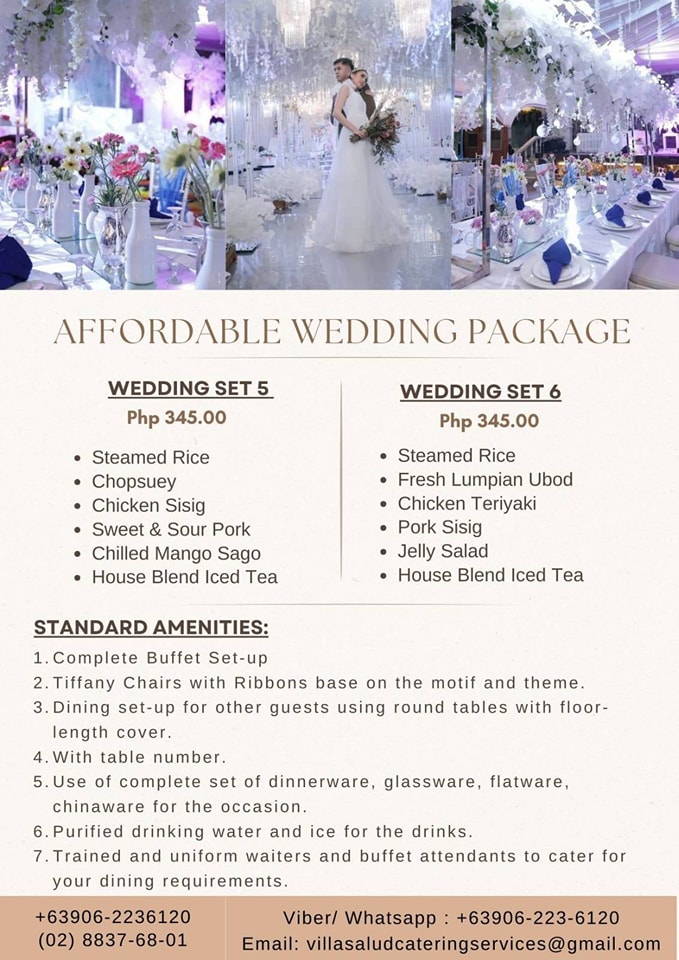 AFFORDABLE WEDDING PACKAGE
WEDDING SET 5
Php 345.00
• Steamed Rice
• Chopsuey
• Chicken Sisig
• Sweet & Sour Pork
• Chilled Mango Sago
• House Blend Iced Tea
WEDDING SET 6
Php 345.00
• Steamed Rice
• Fresh Lumpian Ubod
• Chicken Teriyaki
• Pork Sisig
• Jelly Salad
• House Blend Iced Tea
STANDARD AMENITIES:
1. Complete Buffet Set-up
2. Tiffany Chairs with Ribbons base on the motif and theme.
3. Dining set-up for other guests using round tables with floor-
length cover.
4. With table number.
5. Use of complete set of dinnerware, glassware, flatware,
chinaware for the occasion.
6. Purified drinking water and ice for the drinks.
7. Trained and uniform waiters and buffet attendants to cater for
your dining requirements.
+63906-2236120
(02) 8837-68-01
Viber/ Whatsapp : +63906-223-6120
Email: villasaludcateringservices@gmail.com